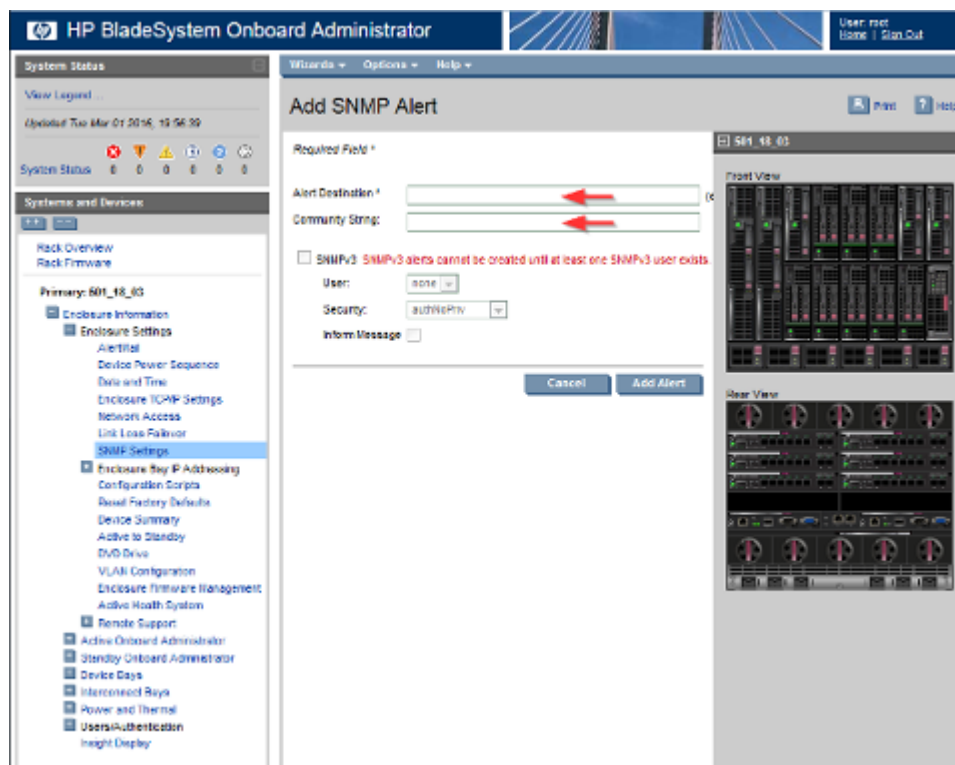 HP BladeSystem Onboard Administrator
User: root
Home | Sign Out
System Status
View Legend ...
Updated Tue Mar 01 2016, 19:56:39
System Status 0 0 0 0 0 0
Systems and Devices
Rack Overview
Rack Firmware
Primary: 501_18_03
Enclosure Information
Enclosure Settings
AlertMail
Device Power Sequence
Date and Time
Enclosure TCP/IP Settings
Network Access
Link Loss Failover
SNMP Settings
Enclosure Bay IP Addressing
Configuration Scripts
Reset Factory Defaults
Device Summary
Active to Standby
DVD Drive
VLAN Configuration
Enclosure Firmware Management
Active Health System
Remote Support
Active Onboard Administrator
Standby Onboard Administrator
Device Bays
Interconnect Bays
Power and Thermal
Users/Authentication
Insight Display
Wizards Options Help
Add SNMP Alert
Print Help
Required Field *
Alert Destination *
Community String:
SNMPv3 SNMPv3 alerts cannot be created until at least one SNMPv3 user exists.
User: none
Security: authNoPriv
Inform Message
Cancel Add Alert
501_18_03
Front View
Rear View